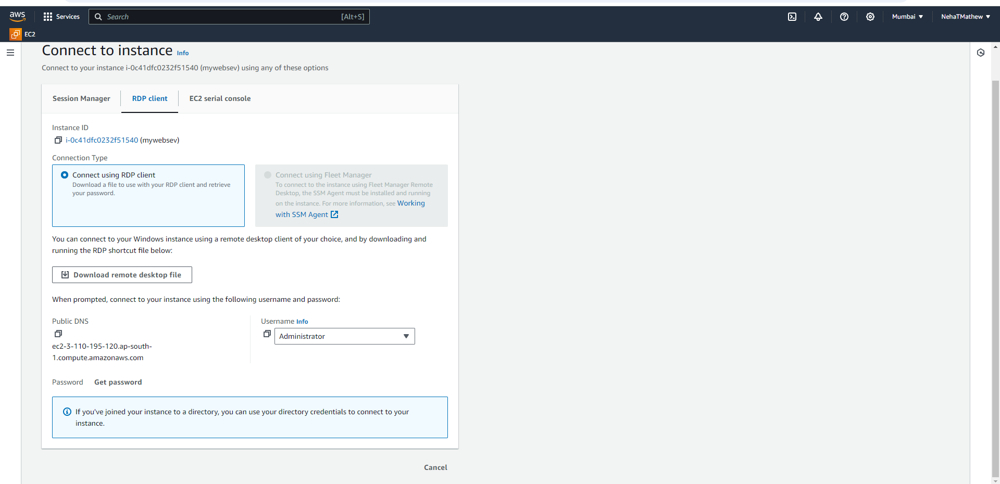 aws
Services
Search
[Alt+S]
Mumbai
NehaTMathew
EC2
Connect to instance Info
Connect to your instance i-0c41dfc0232f51540 (mywebsev) using any of these options
Session Manager
RDP client
EC2 serial console
Instance ID
i-0c41dfc0232f51540 (mywebsev)
Connection Type
Connect using RDP client
Download a file to use with your RDP client and retrieve
your password.
Connect using Fleet Manager
To connect to the instance using Fleet Manager Remote
Desktop, the SSM Agent must be installed and running
on the instance. For more information, see Working
with SSM Agent
You can connect to your Windows instance using a remote desktop client of your choice, and by downloading and
running the RDP shortcut file below:
Download remote desktop file
When prompted, connect to your instance using the following username and password:
Public DNS
ec2-3-110-195-120.ap-south-
1.compute.amazonaws.com
Username Info
Administrator
Password
Get password
If you've joined your instance to a directory, you can use your directory credentials to connect to your
instance.
Cancel